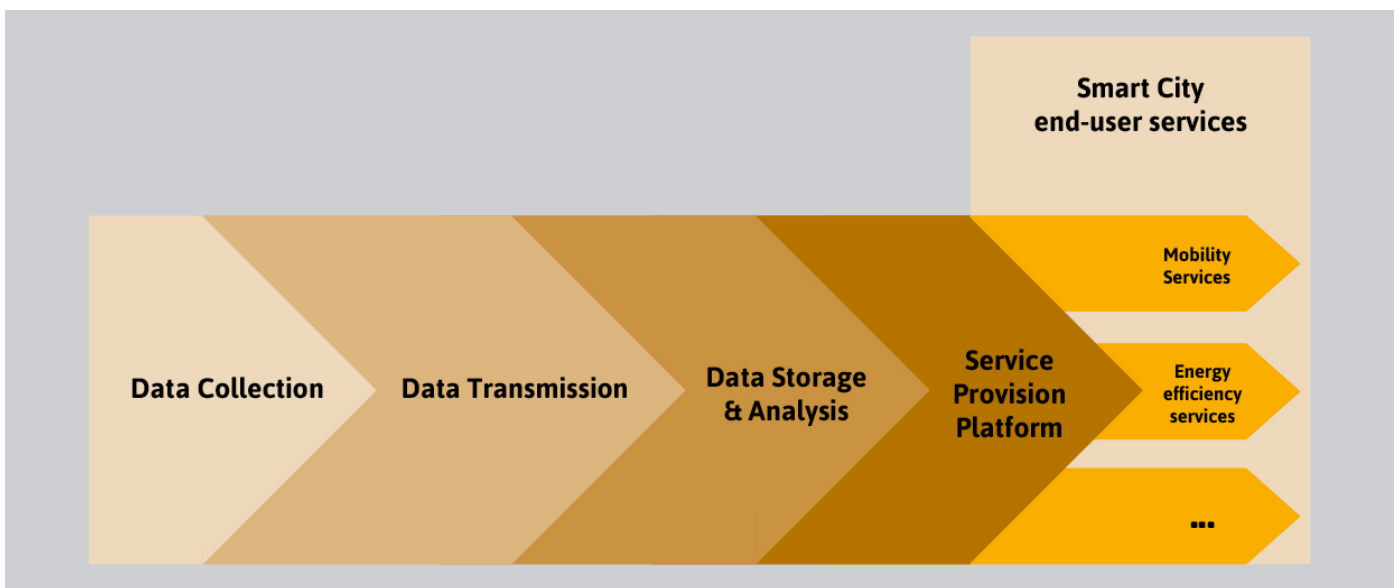 Smart City
end-user services
Data Collection
Data Transmission
Data Storage
& Analysis
Service
Provision
Platform
Mobility
Services
Energy
efficiency
services
...